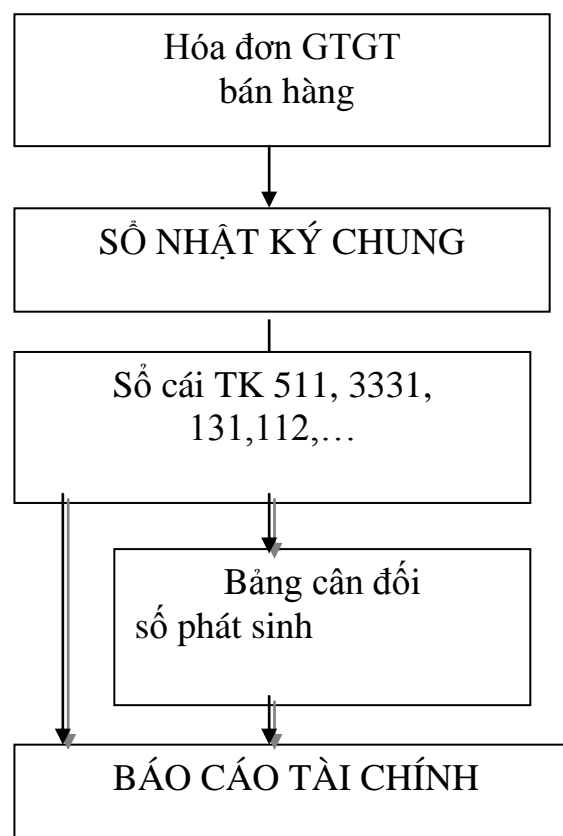 Hóa đơn GTGT
bán hàng
SỔ NHẬT KÝ CHUNG
Sổ cái TK 511, 3331,
131,112,…
Bảng cân đối
số phát sinh
BÁO CÁO TÀI CHÍNH